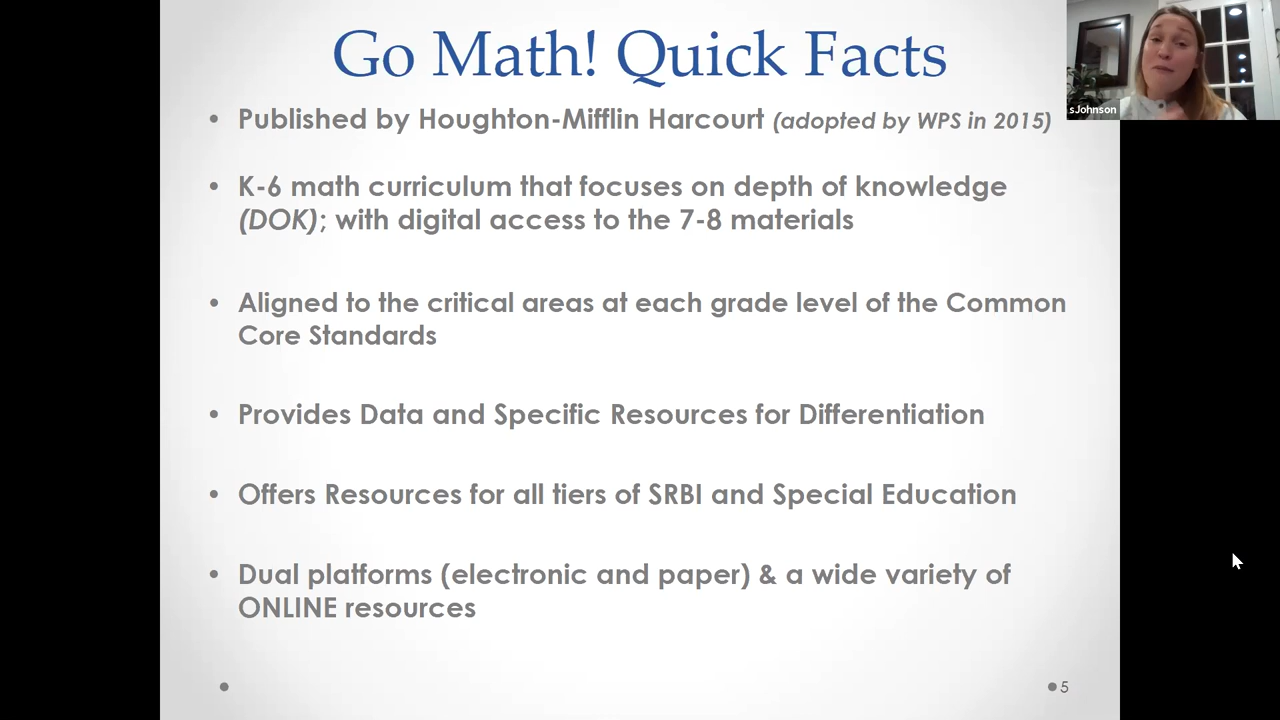 Go Math! Quick Facts
sJohnson
• Published by Houghton-Mifflin Harcourt (adopted by WPS in 2015)
• K-6 math curriculum that focuses on depth of knowledge
(DOK); with digital access to the 7-8 materials
• Aligned to the critical areas at each grade level of the Common
Core Standards
• Provides Data and Specific Resources for Differentiation
• Offers Resources for all tiers of SRBI and Special Education
• Dual platforms (electronic and paper) & a wide variety of
ONLINE resources
5